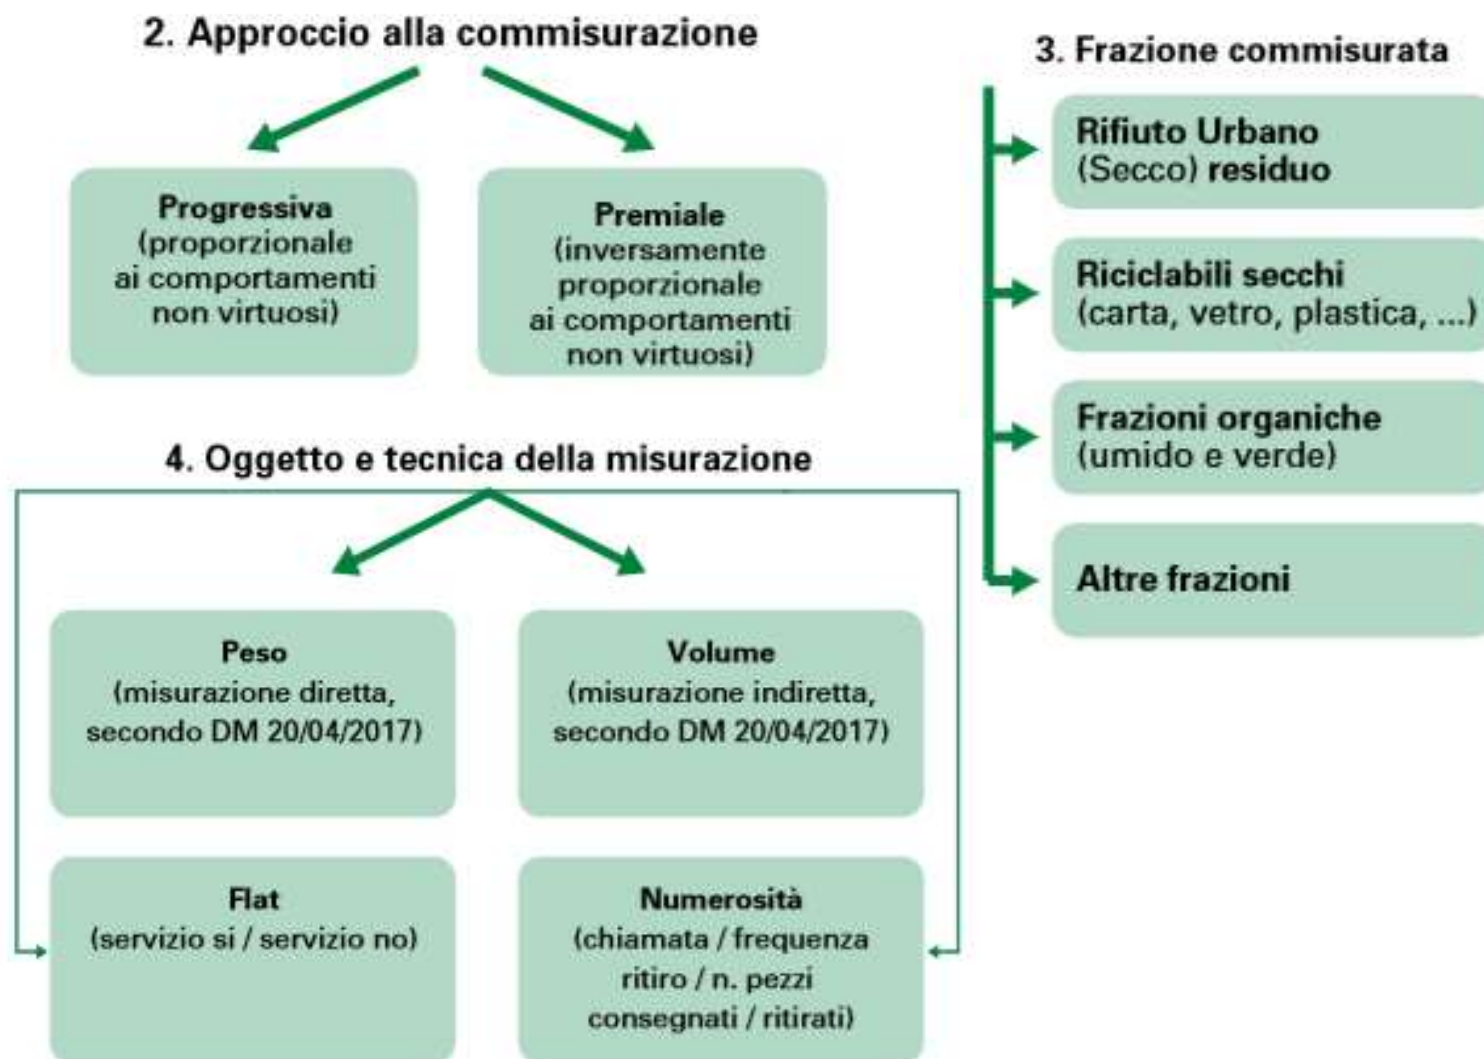 2. Approccio alla commisurazione
Progressiva
(proporzionale
ai comportamenti
non virtuosi)
Premiale
(inversamente
proporzionale
ai comportamenti
non virtuosi)
3. Frazione commisurata
Rifiuto Urbano
(Secco) residuo
Riciclabili secchi
(carta, vetro, plastica, ...)
Frazioni organiche
(umido e verde)
Altre frazioni
4. Oggetto e tecnica della misurazione
Peso
(misurazione diretta,
secondo DM 20/04/2017)
Volume
(misurazione indiretta,
secondo DM 20/04/2017)
Flat
(servizio si / servizio no)
Numerosità
(chiamata / frequenza
ritiro / n. pezzi
consegnati / ritirati)